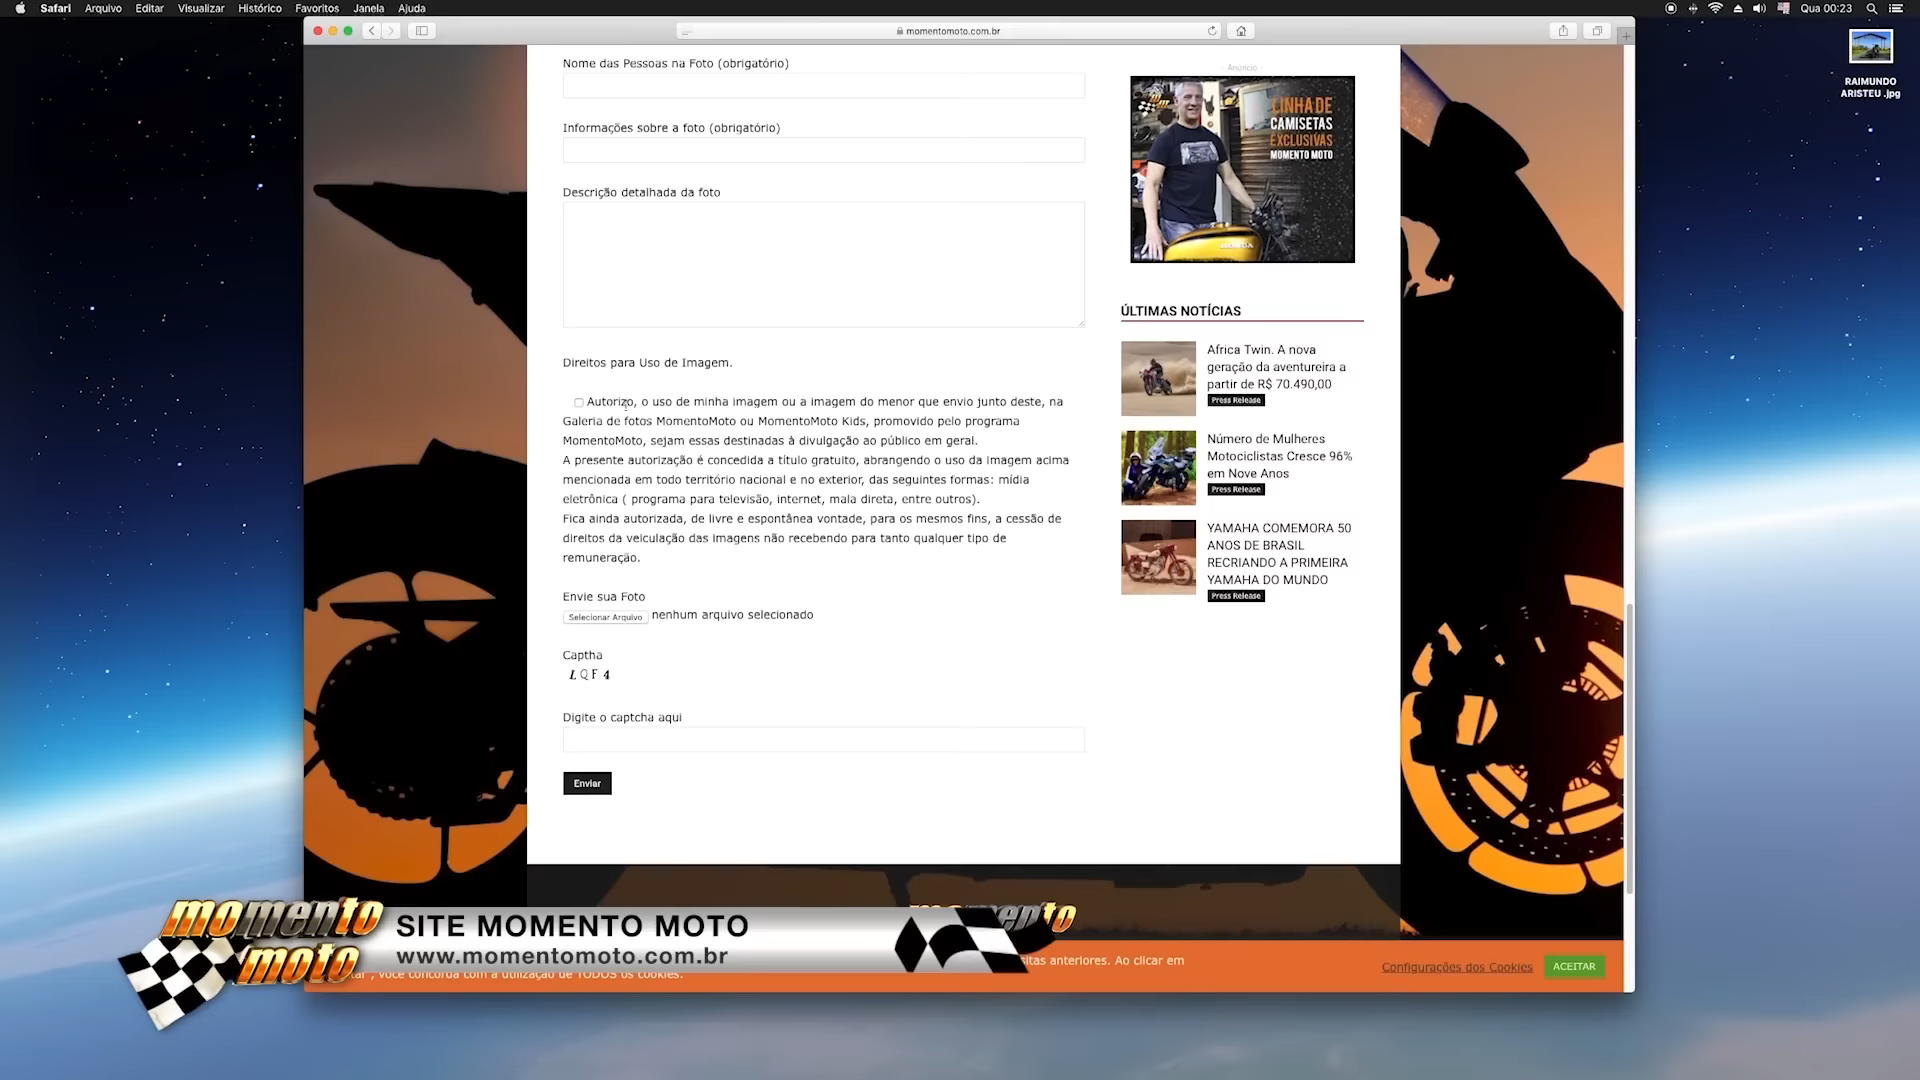 Safari Arquivo Editar Visualizar Histórico Favoritos Janela Ajuda
Qua 00:23
momentomoto.com.br
RAIMUNDO
ARISTEU .jpg
Nome das Pessoas na Foto (obrigatório)
Informações sobre a foto (obrigatório)
Descrição detalhada da foto
Direitos para Uso de Imagem.
Autorizo, o uso de minha imagem ou a imagem do menor que envio junto deste, na
Galeria de fotos MomentoMoto ou MomentoMoto Kids, promovido pelo programa
MomentoMoto, sejam essas destinadas à divulgação ao público em geral.
A presente autorização é concedida a título gratuito, abrangendo o uso da imagem acima
mencionada em todo território nacional e no exterior, das seguintes formas: mídia
eletrônica ( programa para televisão, internet, mala direta, entre outros).
Fica ainda autorizada, de livre e espontânea vontade, para os mesmos fins, a cessão de
direitos da veiculação das imagens não recebendo para tanto qualquer tipo de
remuneração.
Envie sua Foto
Selecionar Arquivo nenhum arquivo selecionado
Captha
L Q F 4
Digite o captcha aqui
Enviar
- Anúncio -
LINHA DE
CAMISETAS
EXCLUSIVAS
MOMENTO MOTO
HONDA
ÚLTIMAS NOTÍCIAS
Africa Twin. A nova
geração da aventureira a
partir de R$ 70.490,00
Press Release
Número de Mulheres
Motociclistas Cresce 96%
em Nove Anos
Press Release
YAMAHA COMEMORA 50
ANOS DE BRASIL
RECRIANDO A PRIMEIRA
YAMAHA DO MUNDO
Press Release
momento
moto
SITE MOMENTO MOTO
www.momentomoto.com.br
sitas anteriores. Ao clicar em
, você concorda com a utilização de TODOS os cookies.
Configurações dos Cookies
ACEITAR